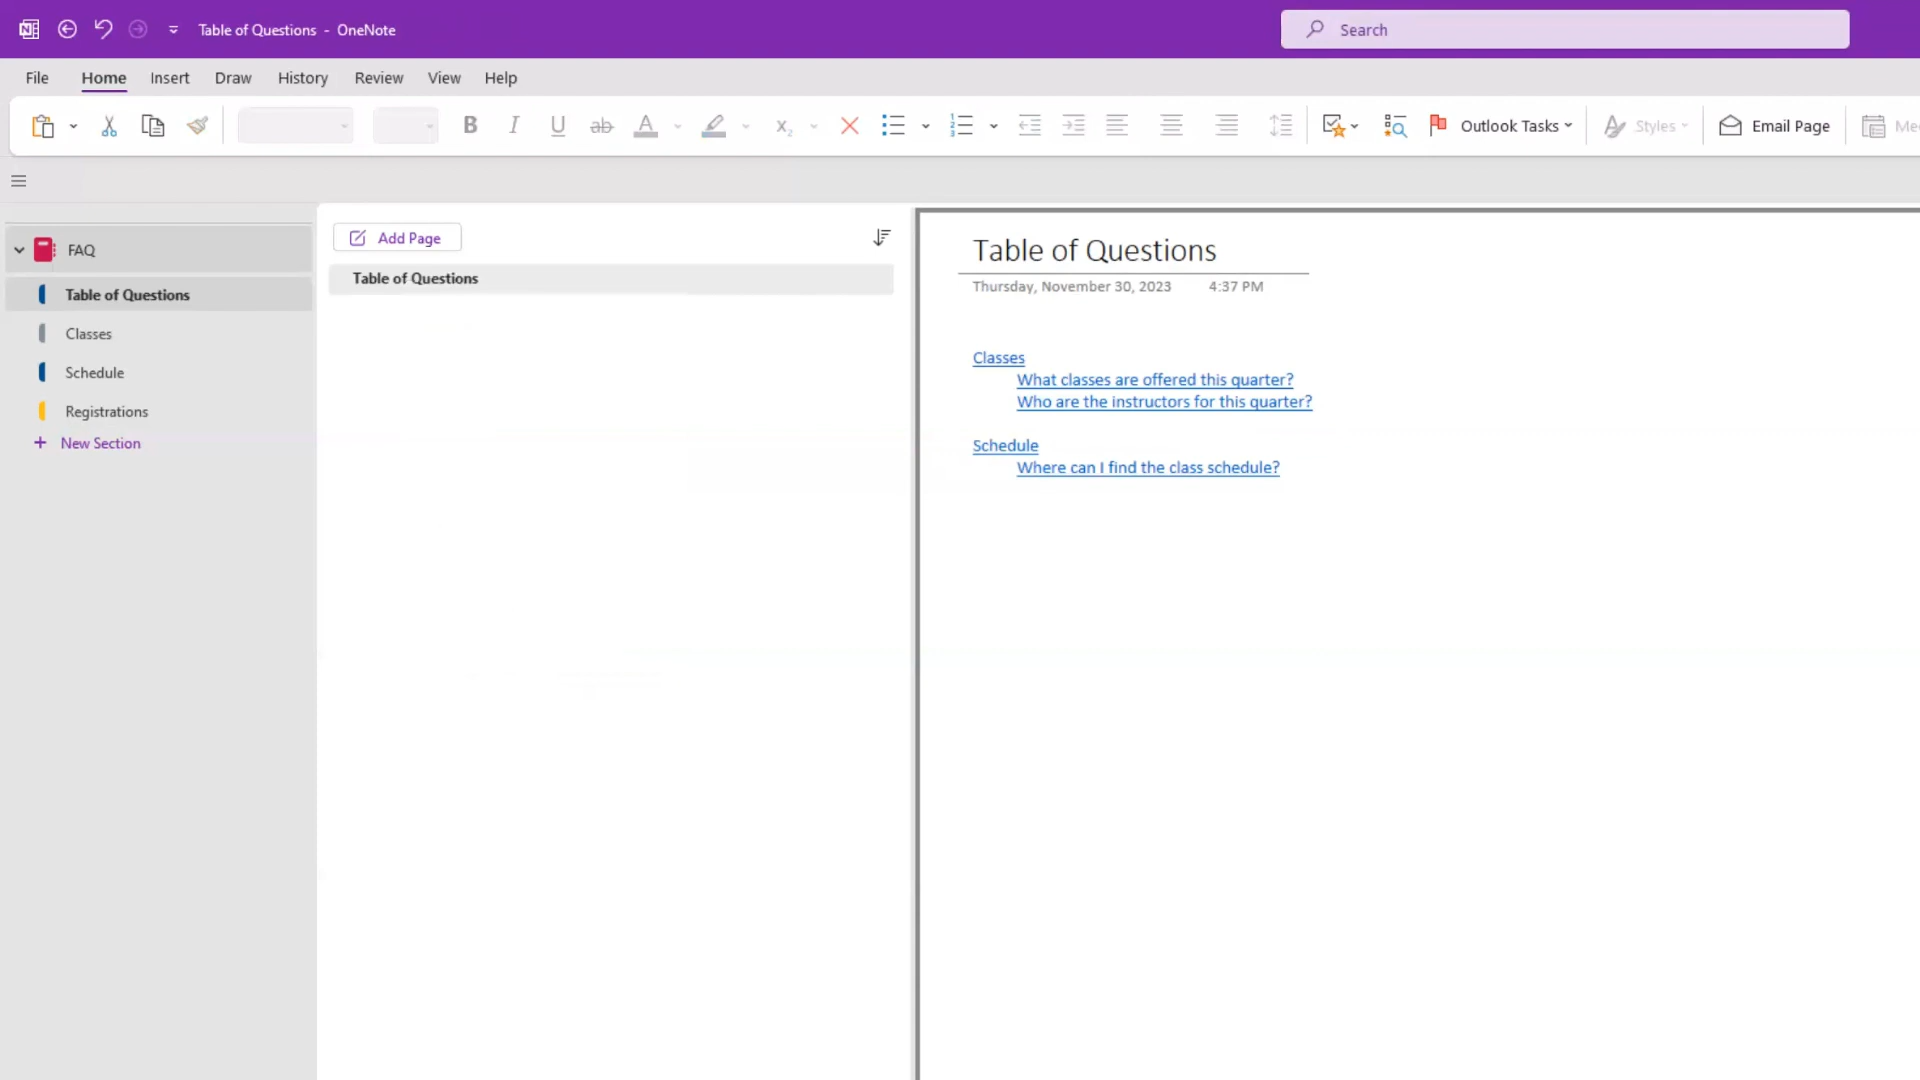 Table of Questions - OneNote
Search
File Home Insert Draw History Review View Help
B I U ab A x₂ Outlook Tasks Styles Email Page
FAQ
Table of Questions
Classes
Schedule
Registrations
New Section
Add Page
Table of Questions
Table of Questions
Thursday, November 30, 2023 4:37 PM
Classes
What classes are offered this quarter?
Who are the instructors for this quarter?
Schedule
Where can I find the class schedule?